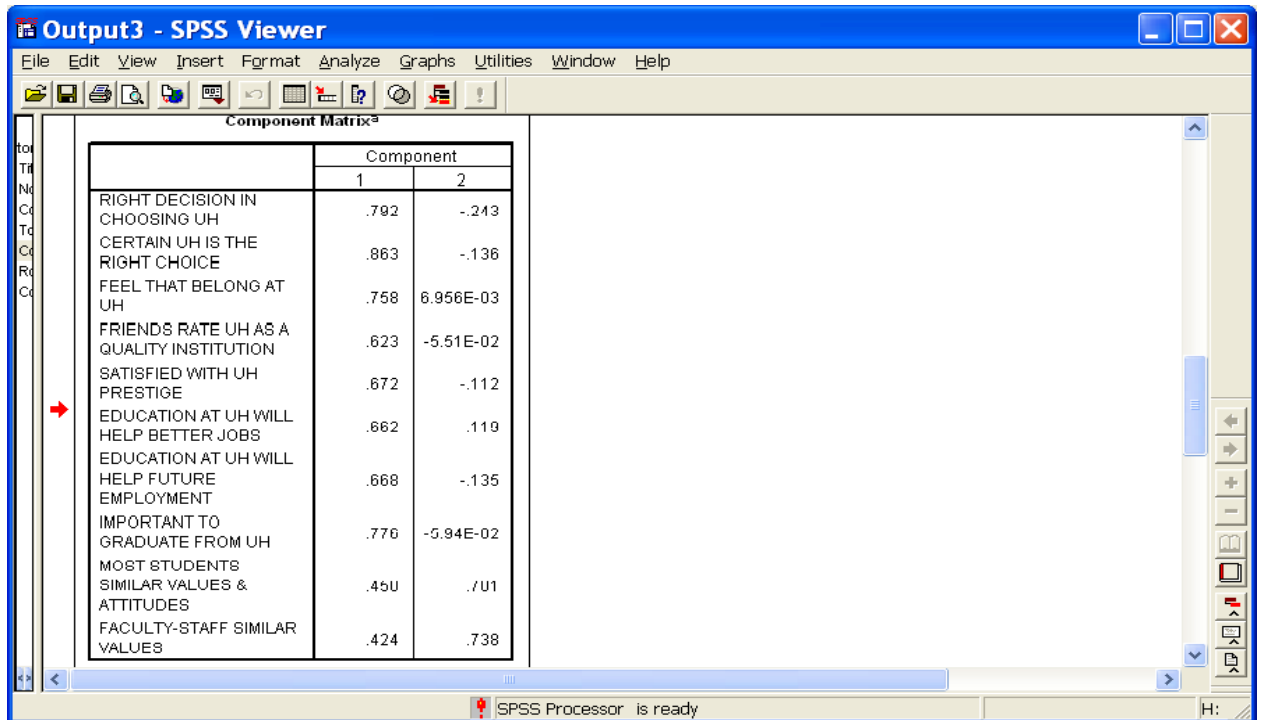 Output3 - SPSS Viewer
File Edit View Insert Format Analyze Graphs Utilities Window Help
Component Matrixa
Component
1 2
RIGHT DECISION IN
CHOOSING UH .792 -.243
CERTAIN UH IS THE
RIGHT CHOICE .863 -.136
FEEL THAT BELONG AT
UH .758 6.956E-03
FRIENDS RATE UH AS A
QUALITY INSTITUTION .623 -5.51E-02
SATISFIED WITH UH
PRESTIGE .672 -.112
EDUCATION AT UH WILL
HELP BETTER JOBS .662 .119
EDUCATION AT UH WILL
HELP FUTURE
EMPLOYMENT .668 -.135
IMPORTANT TO
GRADUATE FROM UH .776
MOST STUDENTS
SIMILAR VALUES &
ATTITUDES .450 .701
FACULTY-STAFF SIMILAR
VALUES .424 .738
SPSS Processor is ready
H: